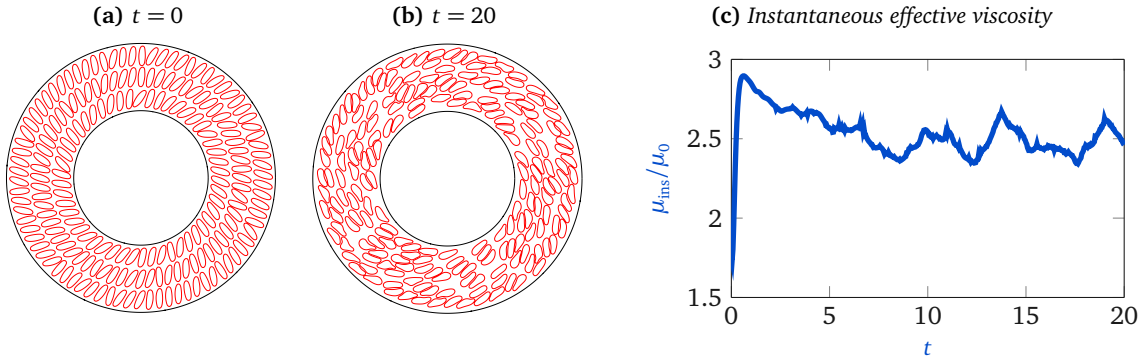 (a) t = 0
(b) t = 20
(c) Instantaneous effective viscosity
3
2.5
2
1.5
μins/μ0
0
5
10
15
20
t